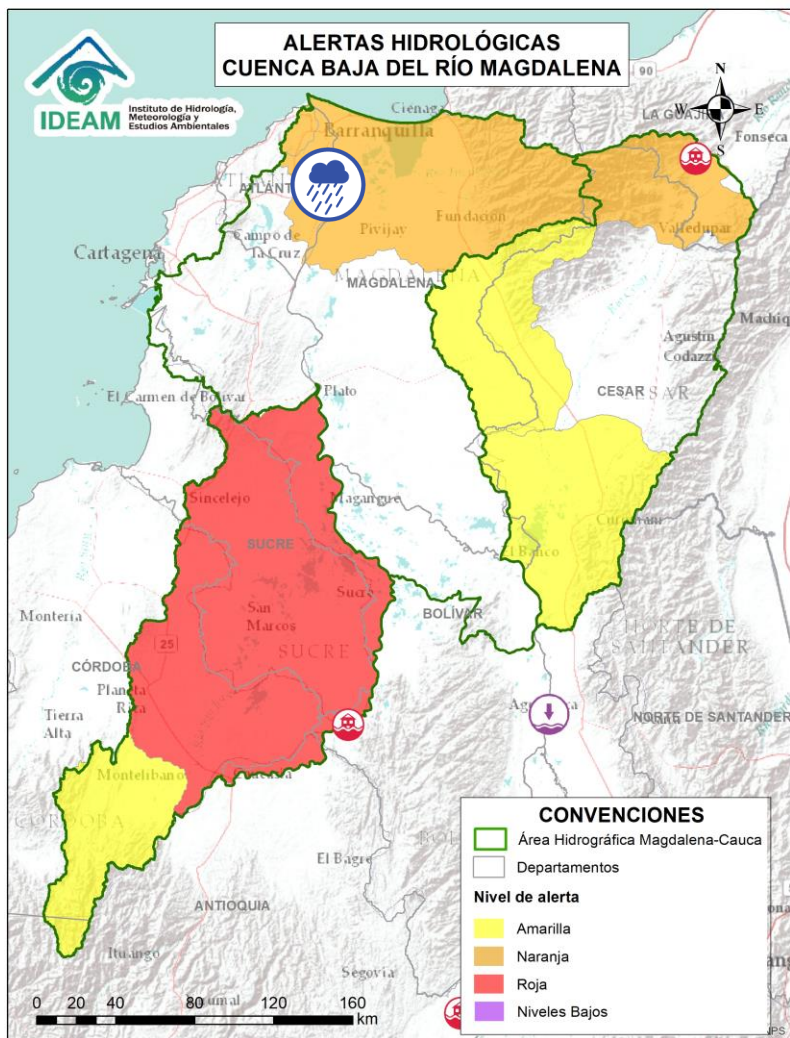 ALERTAS HIDROLÓGICAS
CUENCA BAJA DEL RÍO MAGDALENA
IDEAM
Instituto de Hidrología,
Meteorología y
Estudios Ambientales
N
W
E
S
90
LA GUAJIRA
Fonseca
Ciénaga
Barranquilla
Pivijay
Fundación
Valledupar
Cartagena
Campo de
la Cruz
MAGDALENA
MAGDALENA
Agustín
Codazzi
CESAR
El Carmen de Bolívar
Plato
Sincelejo
Magangue
SUCRE
El Banco
San
Marcos
Sucre
BOLÍVAR
SUCRE
Montería
25
CÓRDOBA
Planeta
Rica
Tierra
Alta
NORTE DE
SANTANDER
NORTE DE SANTANDER
Montelibano
CÓRDOBA
El Bagre
ANTIOQUIA
Ituango
Segovia
CONVENCIONES
Área Hidrográfica Magdalena-Cauca
Departamentos
Nivel de alerta
Amarilla
Naranja
Roja
Niveles Bajos
0 20 40 80 120 160
km